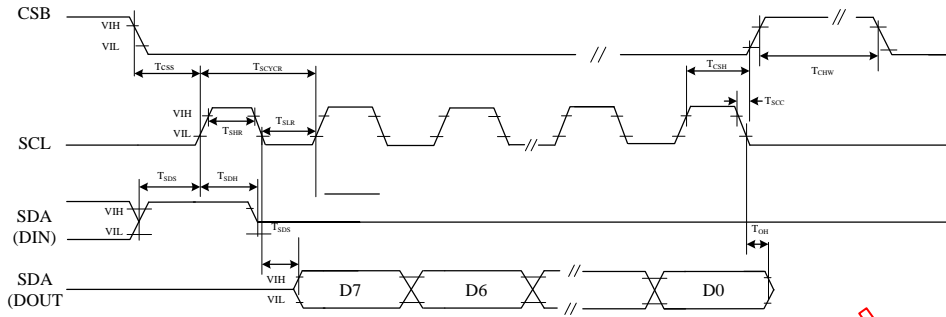 CSB
VIH
VIL
TCSS
TSCYCR
TCSH
TCHW
TSCC
VIH
VIL
TSHR
TSLR
SCL
TSDS
TSDH
SDA
(DIN)
VIH
VIL
TSDS
TOH
SDA
(DOUT
VIH
VIL
D7
D6
D0